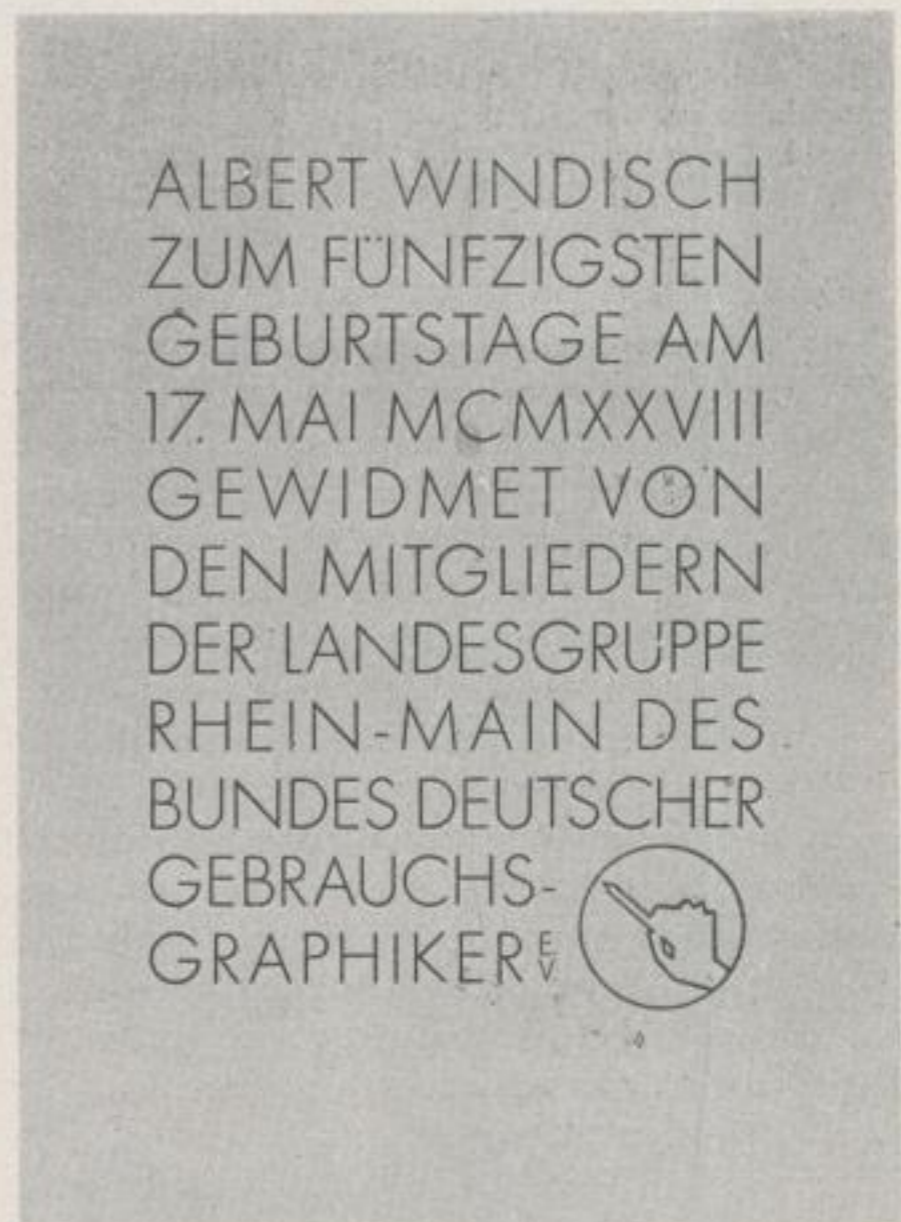 ALBERT WINDISCH
ZUM FÜNFZIGSTEN
GEBURTSTAGE AM
17. MAI MCMXXVIII
GEWIDMET VON
DEN MITGLIEDERN
DER LANDESGRUPPE
RHEIN-MAIN DES
BUNDES DEUTSCHER
GEBRAUCHS-
GRAPHIKER E V